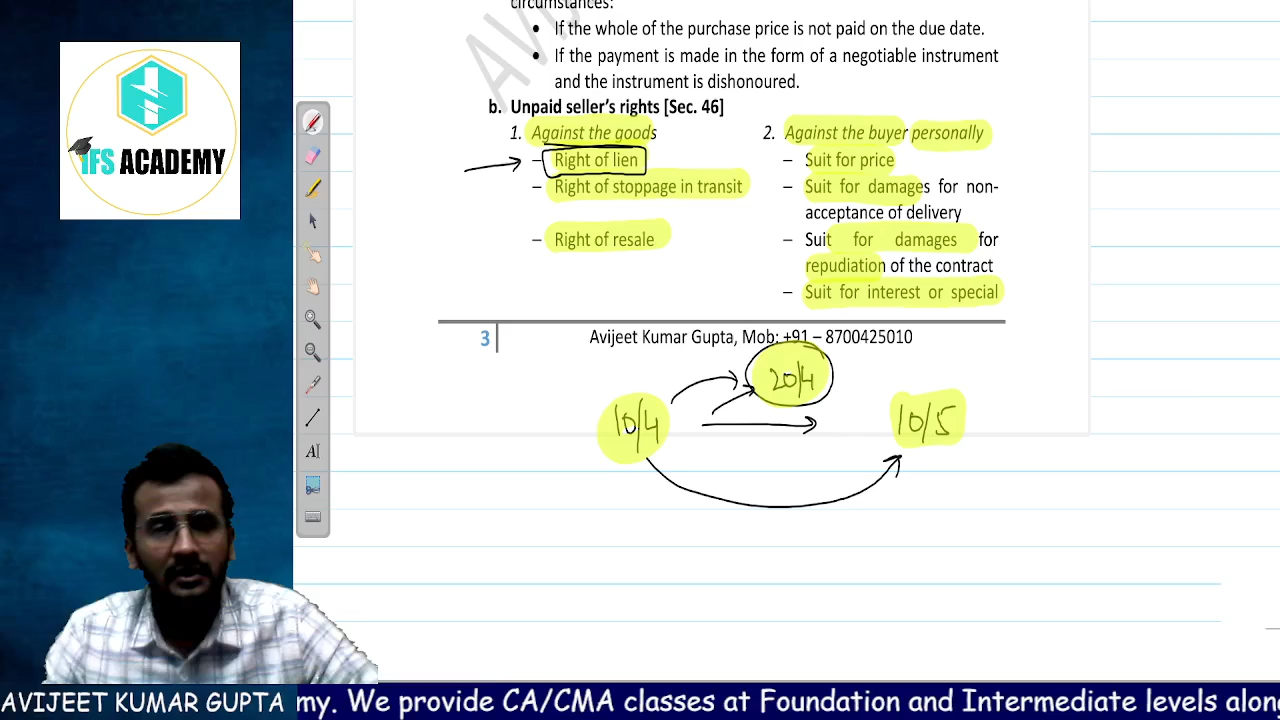 circumstances:
• If the whole of the purchase price is not paid on the due date.
• If the payment is made in the form of a negotiable instrument
and the instrument is dishonoured.
b. Unpaid seller's rights [Sec. 46]
1. Against the goods
– Right of lien
– Right of stoppage in transit
– Right of resale
2. Against the buyer personally
– Suit for price
– Suit for damages for non-
acceptance of delivery
– Suit for damages for
repudiation of the contract
– Suit for interest or special
3
Avijeet Kumar Gupta, Mob: +91 – 8700425010
20/4
10/4
10/5
IFS ACADEMY
AVI
A
AVIJEET KUMAR GUPTA my. We provide CA/CMA classes at Foundation and Intermediate levels alon